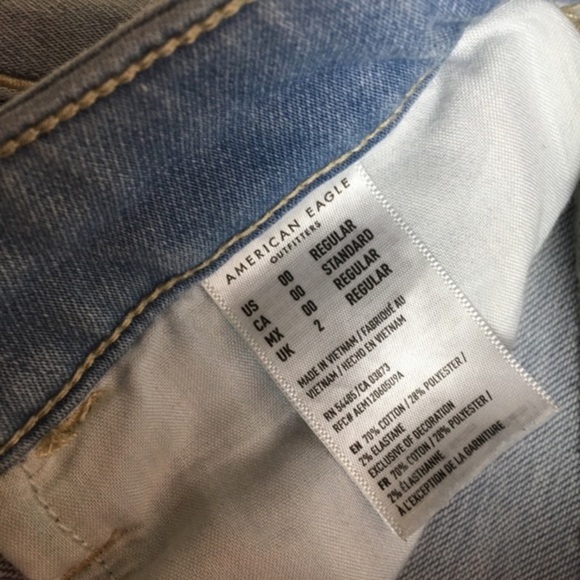 AMERICAN EAGLE
OUTFITTERS
US 00 REGULAR
CA 00 STANDARD
MX 00 REGULAR
UK 2 REGULAR
MADE IN VIETNAM / FABRIQUÉ AU
VIETNAM / HECHO EN VIETNAM
RN 54485/CA 03873
RFC# AEM120605U9A
EN 70% COTTON / 28% POLYESTER /
2% ELASTANE
EXCLUSIVE OF DECORATION
FR 70% COTON / 28% POLYESTER /
2% ÉLASTHANNE
À L'EXCEPTION DE LA GARNITURE